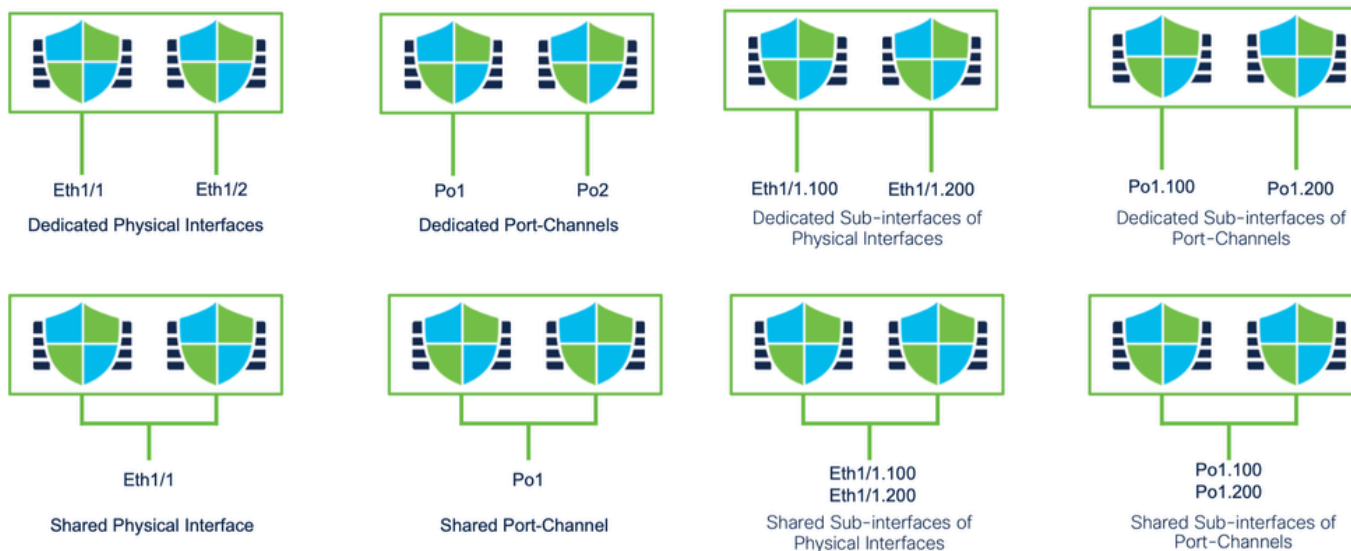 Eth1/1
Eth1/2
Dedicated Physical Interfaces
Po1
Po2
Dedicated Port-Channels
Eth1/1.100
Eth1/1.200
Dedicated Sub-interfaces of
Physical Interfaces
Po1.100
Po1.200
Dedicated Sub-interfaces of
Port-Channels
Eth1/1
Shared Physical Interface
Po1
Shared Port-Channel
Eth1/1.100
Eth1/1.200
Shared Sub-interfaces of
Physical Interfaces
Po1.100
Po1.200
Shared Sub-interfaces of
Port-Channels